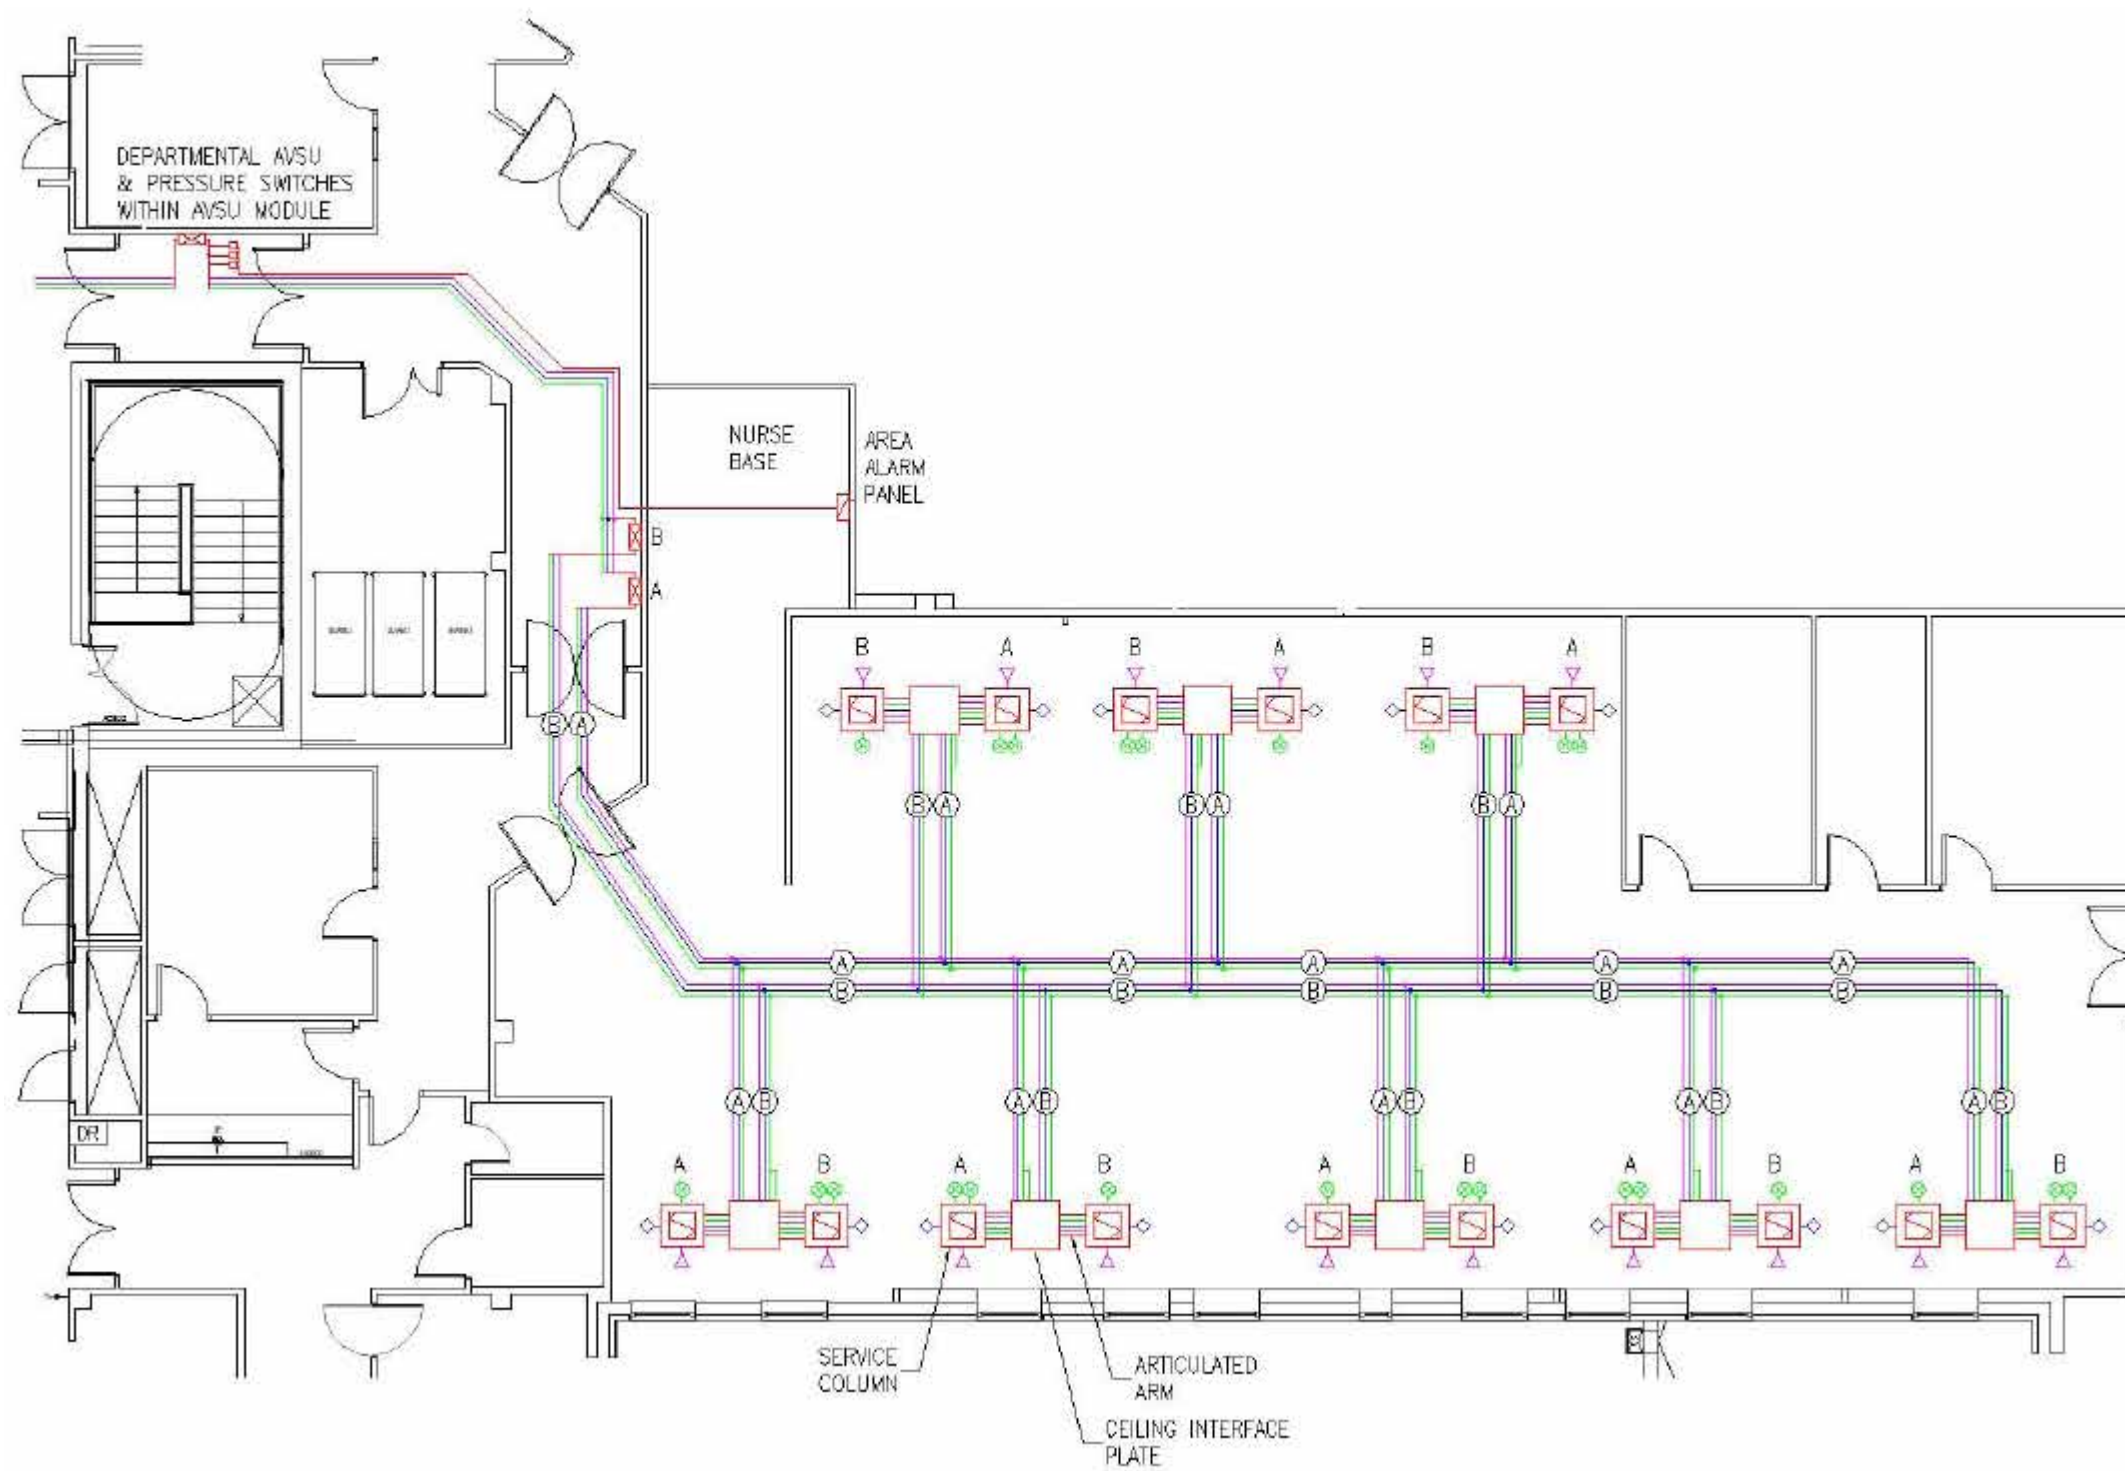 DEPARTMENTAL AVSU
& PRESSURE SWITCHES
WITHIN AVSU MODULE
NURSE
BASE
AREA
ALARM
PANEL
B
A
B A B A B A
B A
B A B A B A
A A A A A
B B B B B
A B A B A B A B A B
DR
A B A B A B A B A B
SERVICE
COLUMN
ARTICULATED
ARM
CEILING INTERFACE
PLATE